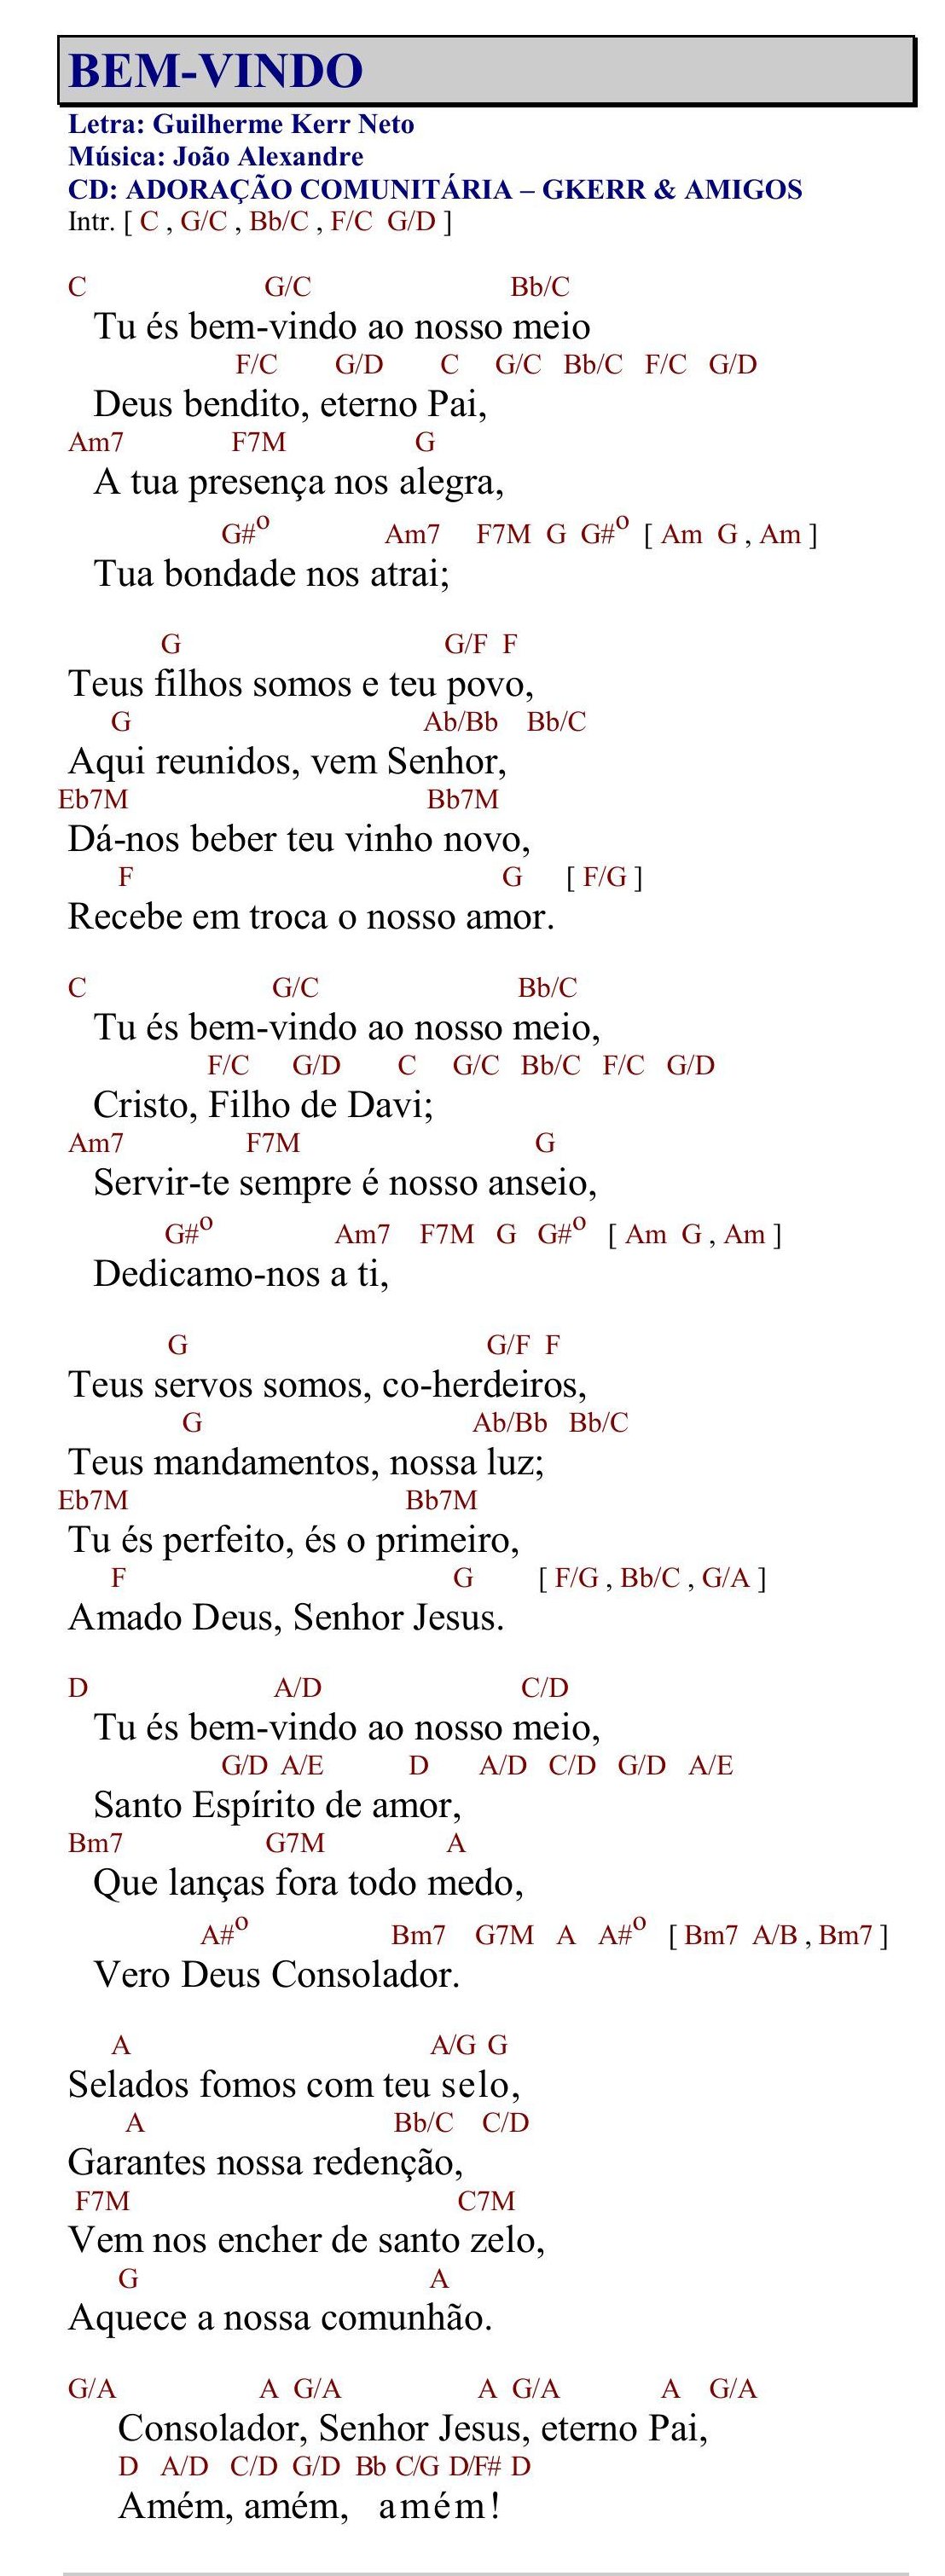 BEM-VINDO
Letra: Guilherme Kerr Neto
Música: João Alexandre
CD: ADORAÇÃO COMUNITÁRIA – GKERR & AMIGOS
Intr. [ C , G/C , Bb/C , F/C G/D ]
C G/C Bb/C
Tu és bem-vindo ao nosso meio
F/C G/D C G/C Bb/C F/C G/D
Deus bendito, eterno Pai,
Am7 F7M G
A tua presença nos alegra,
G#º Am7 F7M G G#º [ Am G , Am ]
Tua bondade nos atrai;
G G/F F
Teus filhos somos e teu povo,
G Ab/Bb Bb/C
Aqui reunidos, vem Senhor,
Eb7M Bb7M
Dá-nos beber teu vinho novo,
F G [ F/G ]
Recebe em troca o nosso amor.
C G/C Bb/C
Tu és bem-vindo ao nosso meio,
F/C G/D C G/C Bb/C F/C G/D
Cristo, Filho de Davi;
Am7 F7M G
Servir-te sempre é nosso anseio,
G#º Am7 F7M G G#º [ Am G , Am ]
Dedicamo-nos a ti,
G G/F F
Teus servos somos, co-herdeiros,
G Ab/Bb Bb/C
Teus mandamentos, nossa luz;
Eb7M Bb7M
Tu és perfeito, és o primeiro,
F G [ F/G , Bb/C , G/A ]
Amado Deus, Senhor Jesus.
D A/D C/D
Tu és bem-vindo ao nosso meio,
G/D A/E D A/D C/D G/D A/E
Santo Espírito de amor,
Bm7 G7M A
Que lanças fora todo medo,
A#º Bm7 G7M A A#º [ Bm7 A/B , Bm7 ]
Vero Deus Consolador.
A A/G G
Selados fomos com teu selo,
A Bb/C C/D
Garantes nossa redenção,
F7M C7M
Vem nos encher de santo zelo,
G A
Aquece a nossa comunhão.
G/A A G/A A G/A A G/A
Consolador, Senhor Jesus, eterno Pai,
D A/D C/D G/D Bb C/G D/F# D
Amém, amém, amém!